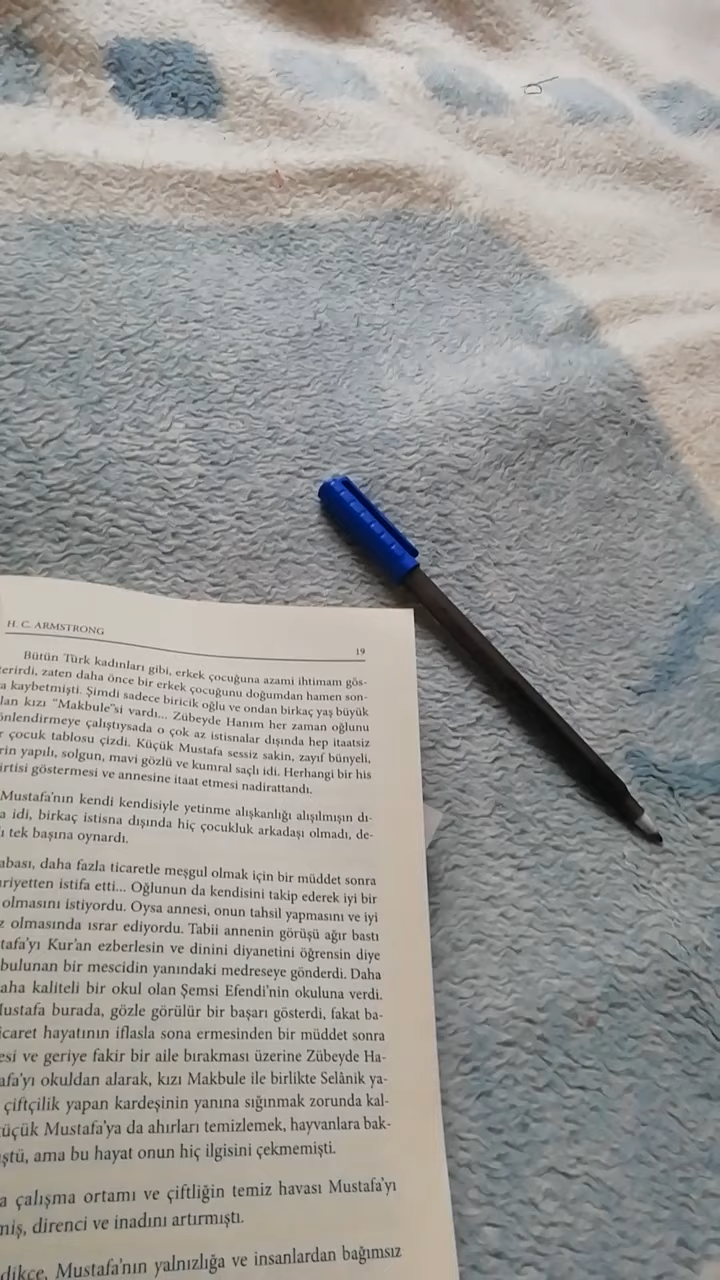 H. C. ARMSTRONG
19
Bütün Türk kadınları gibi, erkek çocuğuna azami ihtimam gös-
terirdi, zaten daha önce bir erkek çocuğunu doğumdan hamen son-
a kaybetmişti. Şimdi sadece biricik oğlu ve ondan birkaç yaş büyük
lan kızı "Makbule"si vardı... Zübeyde Hanım her zaman oğlunu
önlendirmeye çalıştıysada o çok az istisnalar dışında hep itaatsiz
r çocuk tablosu çizdi. Küçük Mustafa sessiz sakin, zayıf bünyeli,
rin yapılı, solgun, mavi gözlü ve kumral saçlı idi. Herhangi bir his
irtisi göstermesi ve annesine itaat etmesi nadirattandı.
Mustafa'nın kendi kendisiyle yetinme alışkanlığı alışılmışın dı-
a idi, birkaç istisna dışında hiç çocukluk arkadaşı olmadı, de-
ı tek başına oynardı.
abası, daha fazla ticaretle meşgul olmak için bir müddet sonra
uriyetten istifa etti... Oğlunun da kendisini takip ederek iyi bir
olmasını istiyordu. Oysa annesi, onun tahsil yapmasını ve iyi
z olmasında ısrar ediyordu. Tabii annenin görüşü ağır bastı
tafa'yı Kur'an ezberlesin ve dinini diyanetini öğrensin diye
bulunan bir mescidin yanındaki medreseye gönderdi. Daha
aha kaliteli bir okul olan Şemsi Efendi'nin okuluna verdi.
Mustafa burada, gözle görülür bir başarı gösterdi, fakat ba-
icaret hayatının iflasla sona ermesinden bir müddet sonra
esi ve geriye fakir bir aile bırakması üzerine Zübeyde Ha-
afa'yı okuldan alarak, kızı Makbule ile birlikte Selânik ya-
çiftçilik yapan kardeşinin yanına sığınmak zorunda kal-
üçük Mustafa'ya da ahırları temizlemek, hayvanlara bak-
üştü, ama bu hayat onun hiç ilgisini çekmemişti.
a çalışma ortamı ve çiftliğin temiz havası Mustafa'yı
miş, direnci ve inadını artırmıştı.
dikçe, Mustafa'nın yalnızlığa ve insanlardan bağımsız